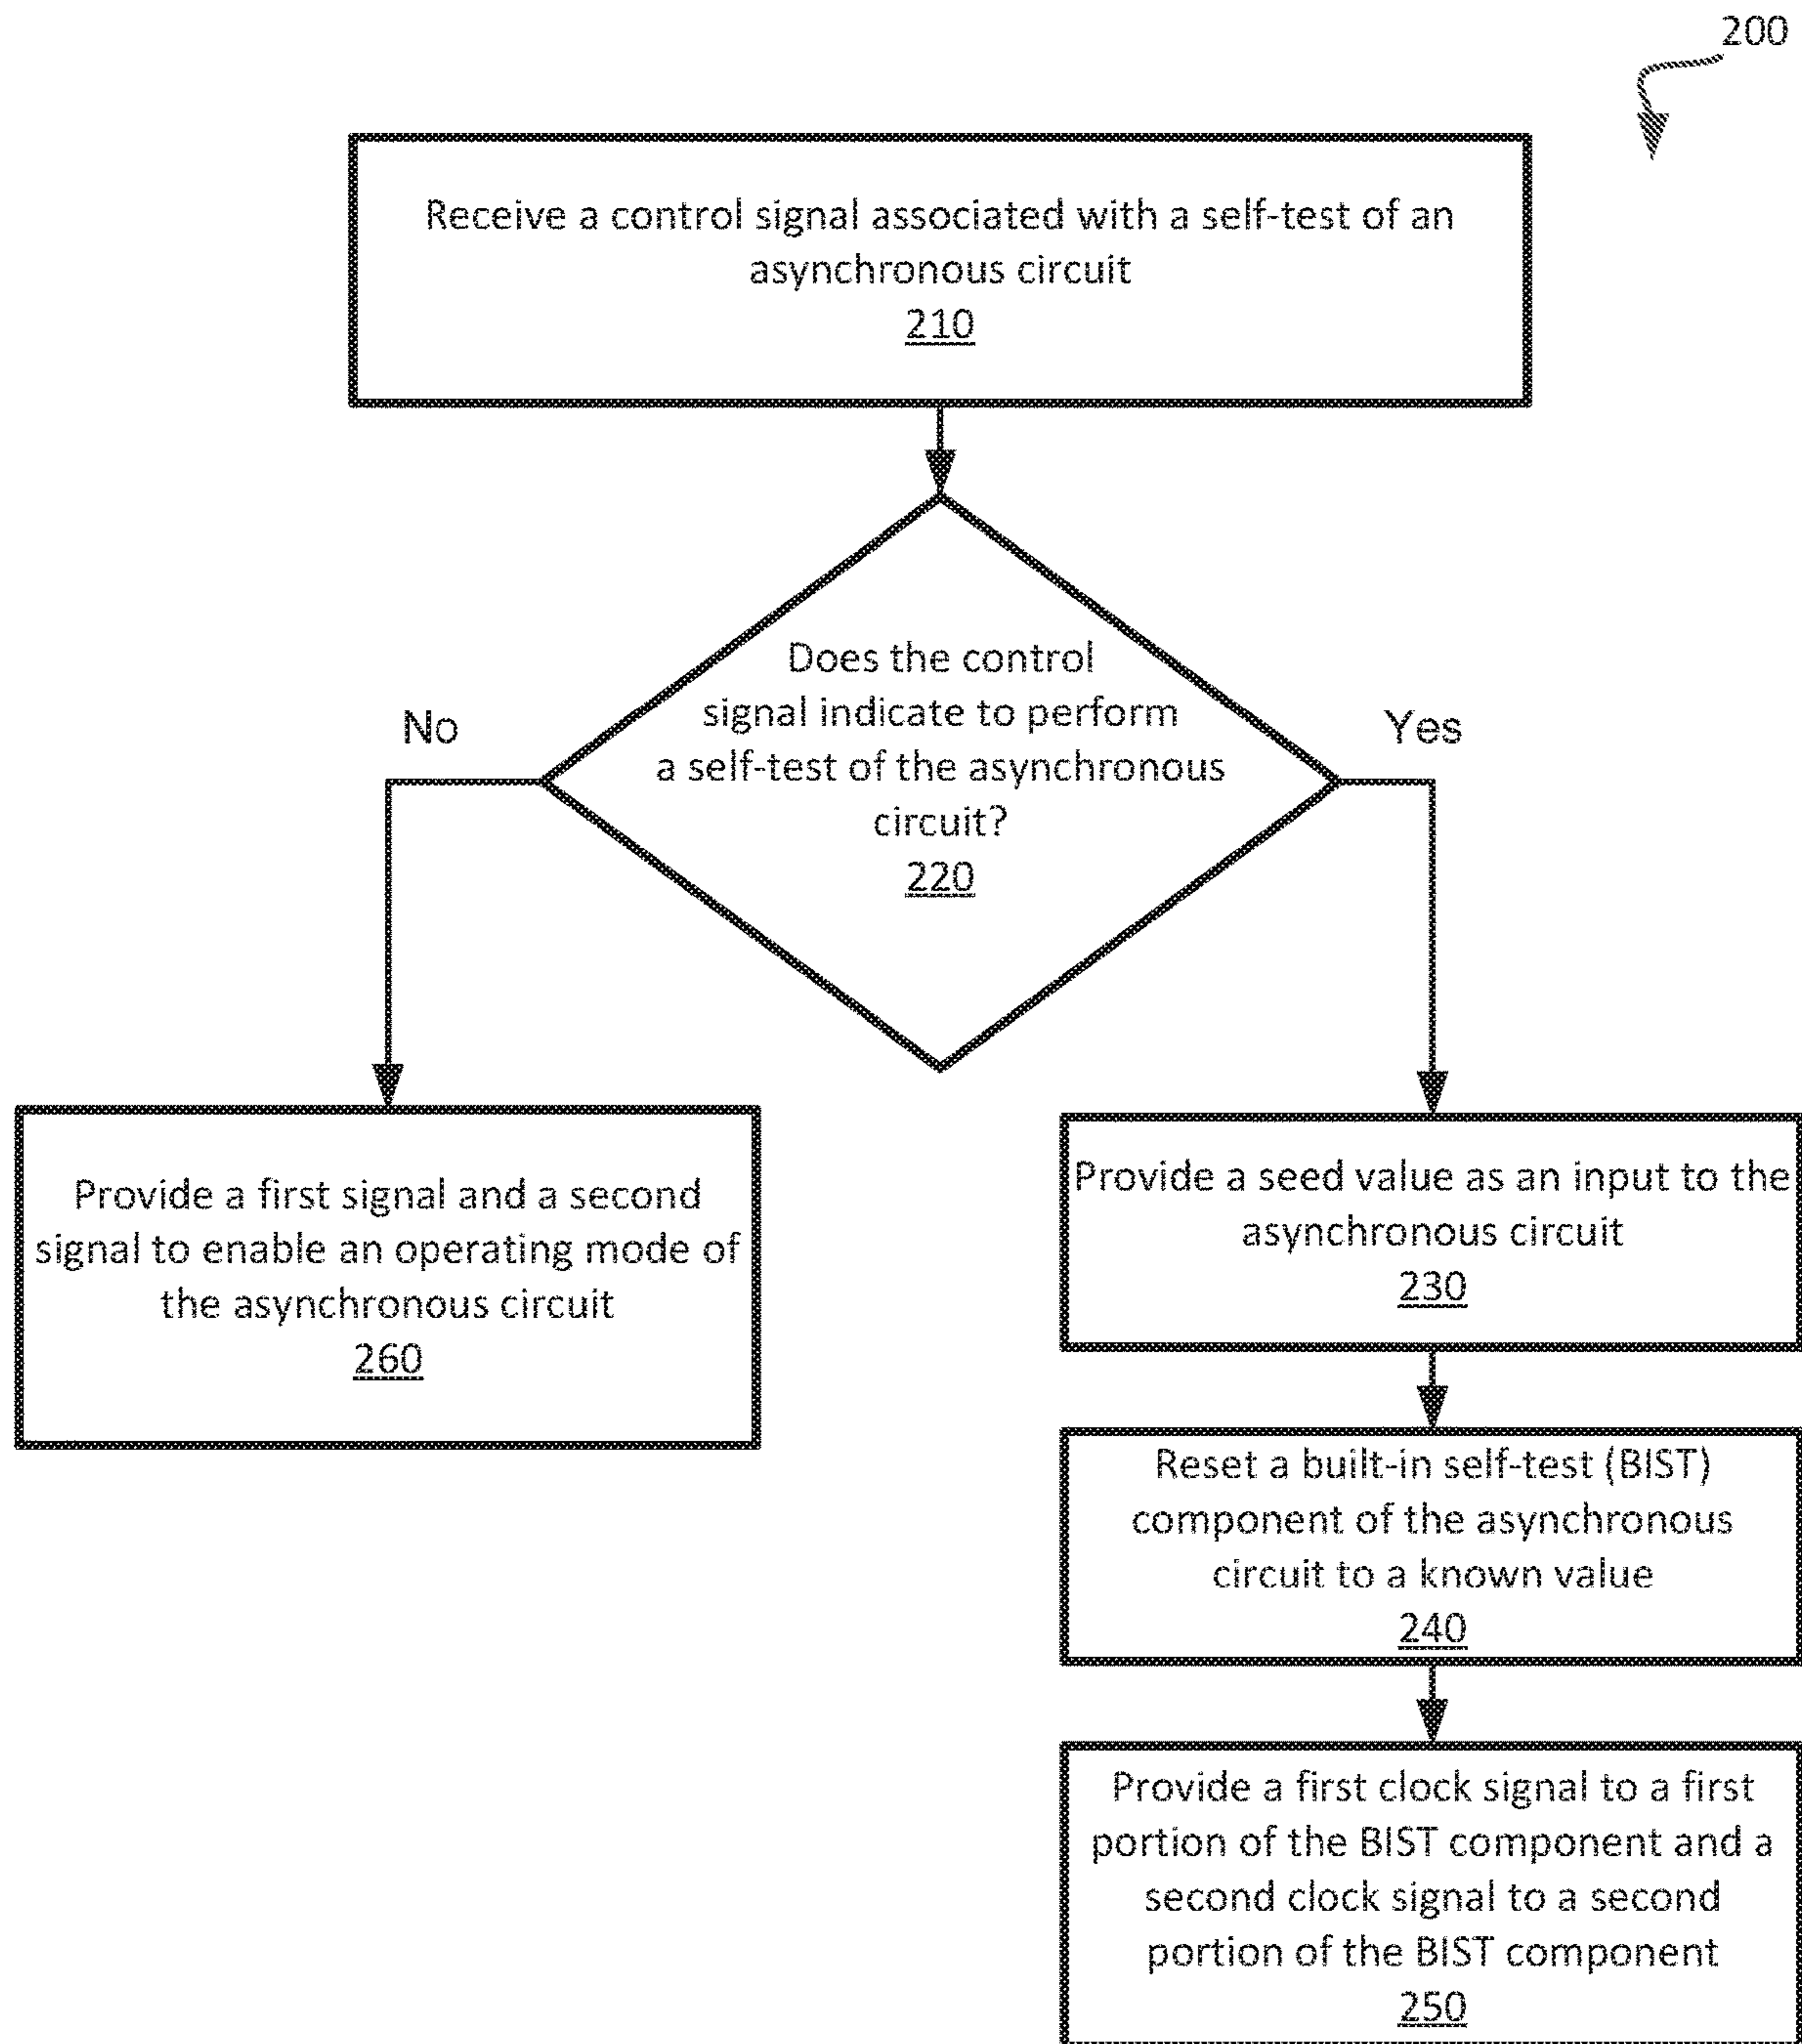 200
Receive a control signal associated with a self-test of an
asynchronous circuit
210
Does the control
signal indicate to perform
a self-test of the asynchronous
circuit?
220
No
Yes
Provide a first signal and a second
signal to enable an operating mode of
the asynchronous circuit
260
Provide a seed value as an input to the
asynchronous circuit
230
Reset a built-in self-test (BIST)
component of the asynchronous
circuit to a known value
240
Provide a first clock signal to a first
portion of the BIST component and a
second clock signal to a second
portion of the BIST component
250